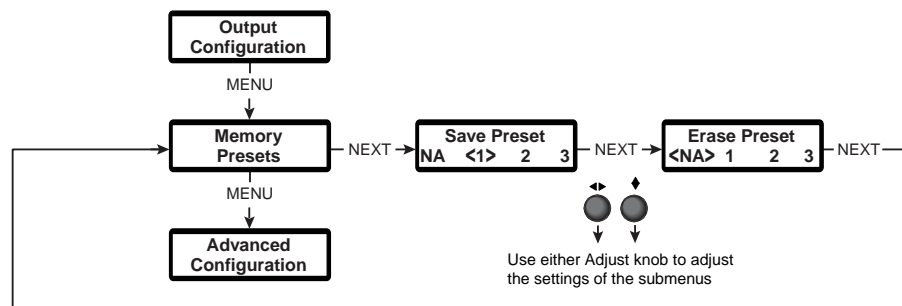 Output
Configuration
MENU
Memory
Presets
NEXT
Save Preset
NA <1> 2 3
NEXT
Erase Preset
<NA> 1 2 3
NEXT
MENU
Advanced
Configuration
Use either Adjust knob to adjust
the settings of the submenus